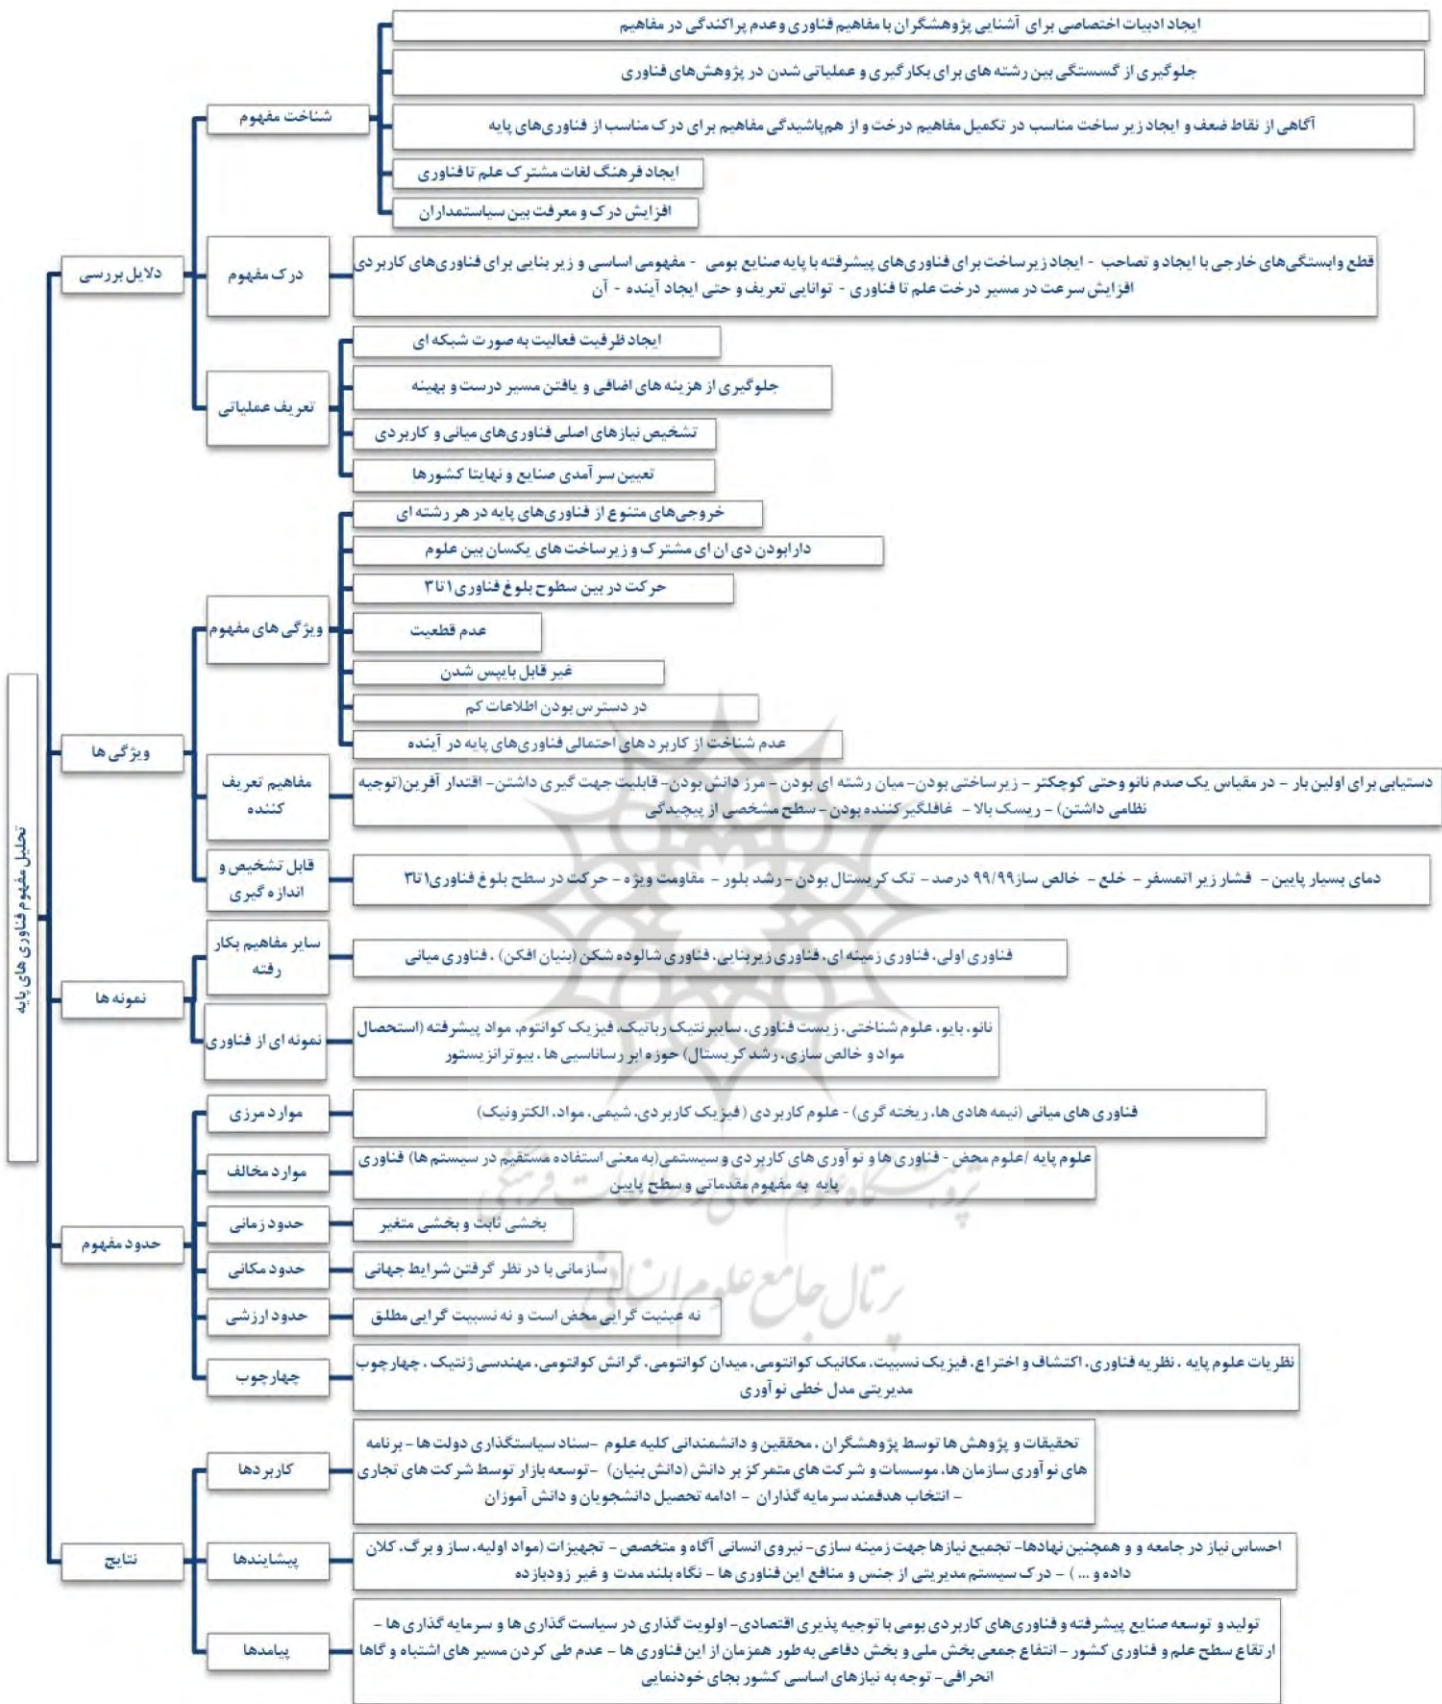 تحلیل مفهوم فناوری های پایه
دلایل بررسی
شناخت مفهوم
ایجاد ادبیات اختصاصی برای آشنایی پژوهشگران با مفاهیم فناوری وعدم پراکندگی در مفاهیم
جلوگیری از گسستگی بین رشته های برای بکارگیری و عملیاتی شدن در پژوهش‌های فناوری
آگاهی از نقاط ضعف و ایجاد زیر ساخت مناسب در تکمیل مفاهیم درخت و از هم‌پاشیدگی مفاهیم برای درک مناسب از فناوری‌های پایه
ایجاد فرهنگ لغات مشترک علم تا فناوری
افزایش درک و معرفت بین سیاستمداران
درک مفهوم
قطع وابستگی‌های خارجی با ایجاد و تصاحب - ایجاد زیرساخت برای فناوری‌های پیشرفته با پایه صنایع بومی - مفهومی اساسی و زیر بنایی برای فناوری‌های کاربردی
افزایش سرعت در مسیر درخت علم تا فناوری - توانایی تعریف و حتی ایجاد آینده - آن
تعریف عملیاتی
ایجاد ظرفیت فعالیت به صورت شبکه ای
جلوگیری از هزینه های اضافی و یافتن مسیر درست و بهینه
تشخیص نیازهای اصلی فناوری‌های میانی و کاربردی
تعیین سر آمدی صنایع و نهایتا کشورها
ویژگی ها
ویژگی های مفهوم
خروجی‌های متنوع از فناوری‌های پایه در هر رشته ای
دارابودن دی ان ای مشترک و زیرساخت های یکسان بین علوم
حرکت در بین سطوح بلوغ فناوری ۱تا۳
عدم قطعیت
غیر قابل بایپس شدن
در دسترس بودن اطلاعات کم
عدم شناخت از کاربردهای احتمالی فناوری‌های پایه در آینده
مفاهیم تعریف
کننده
دستیابی برای اولین بار - در مقیاس یک صدم نانو وحتی کوچکتر - زیرساختی بودن- میان رشته ای بودن - مرز دانش بودن- قابلیت جهت گیری داشتن- اقتدار آفرین(توجیه
نظامی داشتن) - ریسک بالا - غافلگیر کننده بودن - سطح مشخصی از پیچیدگی
قابل تشخیص و
اندازه گیری
دمای بسیار پایین - فشار زیر اتمسفر - خلع - خالص ساز ۹۹/۹۹ درصد - تک کریستال بودن - رشد بلور - مقاومت ویژه - حرکت در سطح بلوغ فناوری۱تا۳
نمونه ها
سایر مفاهیم بکار
رفته
فناوری اولی، فناوری زمینه ای، فناوری زیربنایی، فناوری شالوده شکن (بنیان افکن) ، فناوری میانی
نمونه ای از فناوری
نانو، بایو، علوم شناختی، زیست فناوری، سایبرنتیک رباتیک، فیزیک کوانتوم، مواد پیشرفته (استحصال
مواد و خالص سازی، رشد کریستال) حوزه ابر رساناسیی ها ، بیوترانزیستور
حدود مفهوم
موارد مرزی
فناوری های میانی (نیمه هادی ها، ریخته گری) - علوم کاربردی (فیزیک کاربردی، شیمی، مواد، الکترونیک)
موارد مخالف
علوم پایه /علوم محض - فناوری ها و نو آوری های کاربردی و سیستمی(به معنی استفاده مستقیم در سیستم ها) فناوری
پایه به مفهوم مقدماتی و سطح پایین
حدود زمانی
بخشی ثابت و بخشی متغیر
حدود مکانی
سازمانی با در نظر گرفتن شرایط جهانی
حدود ارزشی
نه عینیت گرایی محض است و نه نسبیت گرایی مطلق
چهارچوب
نظریات علوم پایه ، نظریه فناوری، اکتشاف و اختراع، فیزیک نسبیت، مکانیک کوانتومی، میدان کوانتومی، گرانش کوانتومی، مهندسی ژنتیک ، چهارچوب
مدیریتی مدل خطی نو آوری
نتایج
کاربردها
تحقیقات و پژوهش ها توسط پژوهشگران ، محققین و دانشمندانی کلیه علوم -سناد سیاستگذاری دولت ها - برنامه
های نو آوری سازمان ها، موسسات و شرکت های متمرکز بر دانش (دانش بنیان) -توسعه بازار توسط شرکت های تجاری
- انتخاب هدفمند سرمایه گذاران - ادامه تحصیل دانشجویان و دانش آموزان
پیشایندها
احساس نیاز در جامعه و و همچنین نهادها- تجمیع نیازها جهت زمینه سازی- نیروی انسانی آگاه و متخصص - تجهیزات (مواد اولیه، ساز و برگ، کلان
داده و ...) - درک سیستم مدیریتی از جنس و منافع این فناوری ها - نگاه بلند مدت و غیر زودبازده
پیامدها
تولید و توسعه صنایع پیشرفته و فناوری‌های کاربردی بومی با توجیه پذیری اقتصادی- اولویت گذاری در سیاست گذاری ها و سرمایه گذاری ها -
ارتقاع سطح علم و فناوری کشور - انتفاع جمعی بخش ملی و بخش دفاعی به طور همزمان از این فناوری ها - عدم طی کردن مسیر های اشتباه و گاها
انحرافی- توجه به نیازهای اساسی کشور بجای خودنمایی
پژوهشگاه علوم انسانی و مطالعات فرهنگی
پرتال جامع علوم انسانی